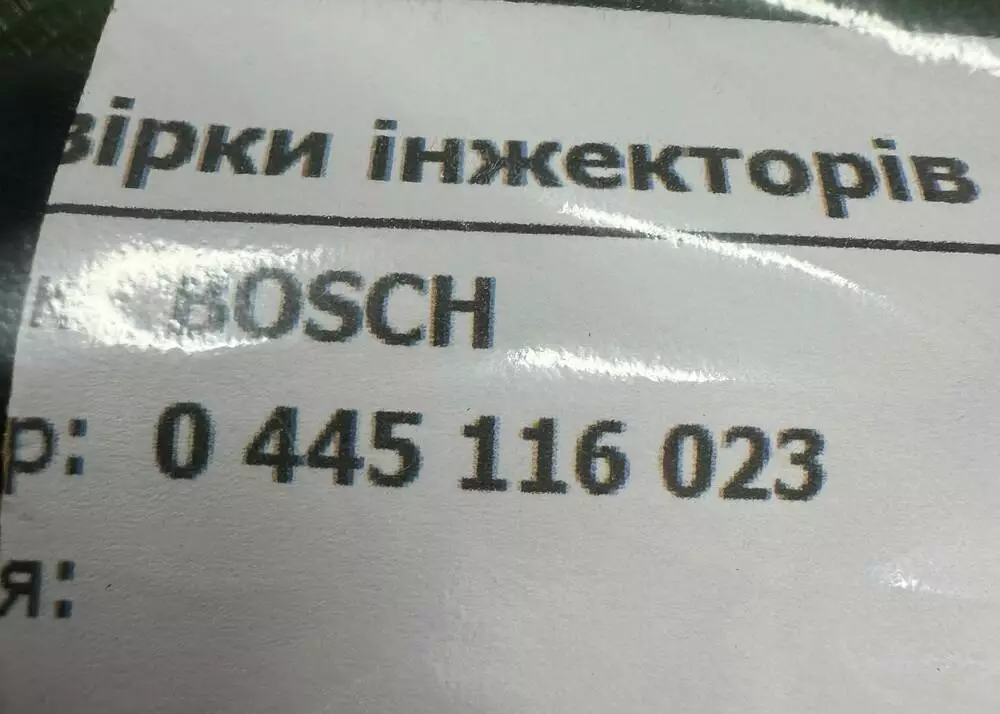 вірки інжекторів
BOSCH
р: 0 445 116 023
я: